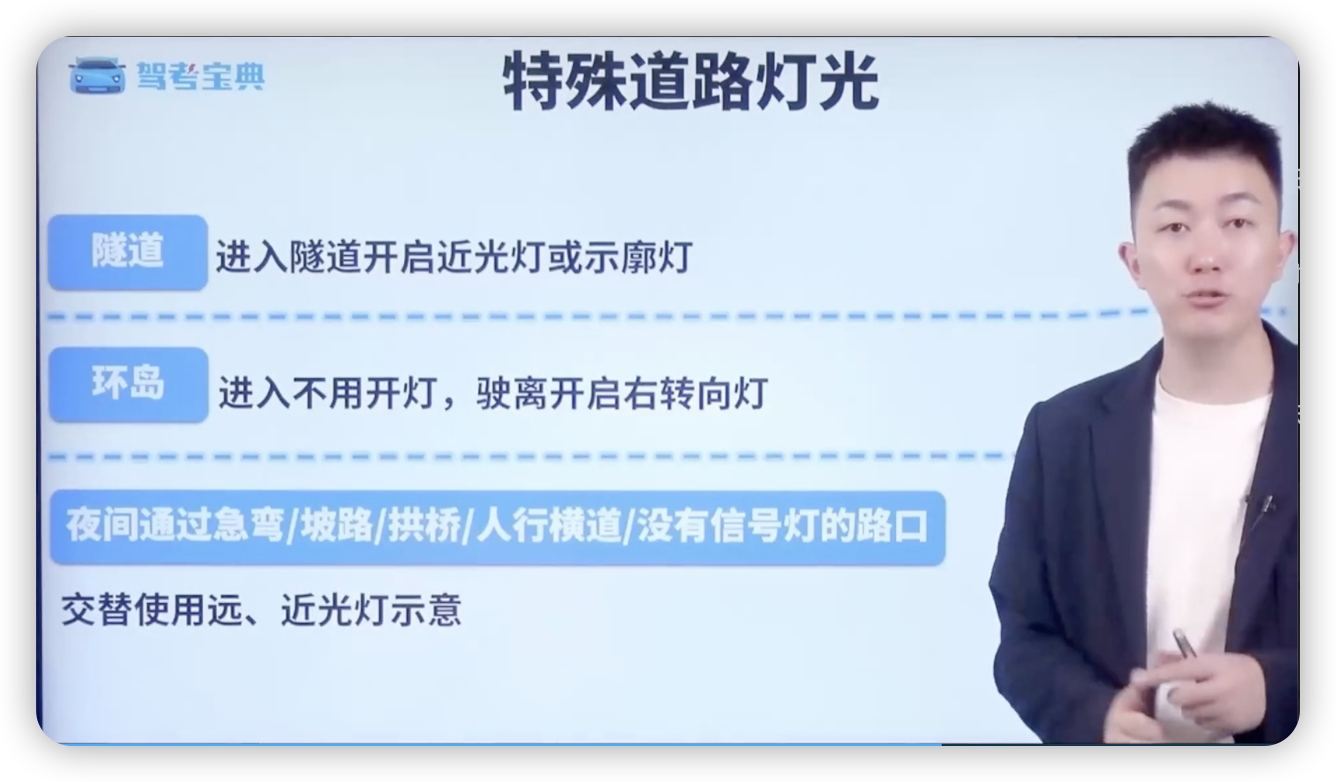 驾考宝典
特殊道路灯光
隧道
进入隧道开启近光灯或示廓灯
环岛
进入不用开灯，驶离开启右转向灯
夜间通过急弯/坡路/拱桥/人行横道/没有信号灯的路口
交替使用远、近光灯示意